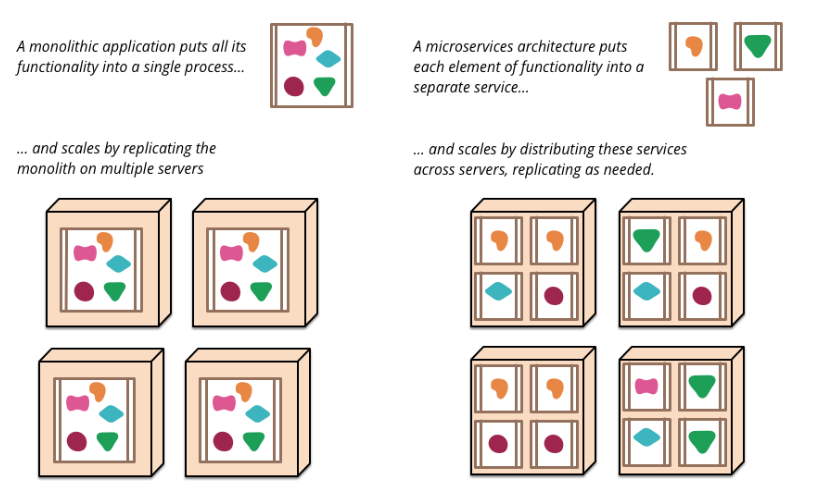 A monolithic application puts all its
functionality into a single process...
... and scales by replicating the
monolith on multiple servers
A microservices architecture puts
each element of functionality into a
separate service...
... and scales by distributing these services
across servers, replicating as needed.